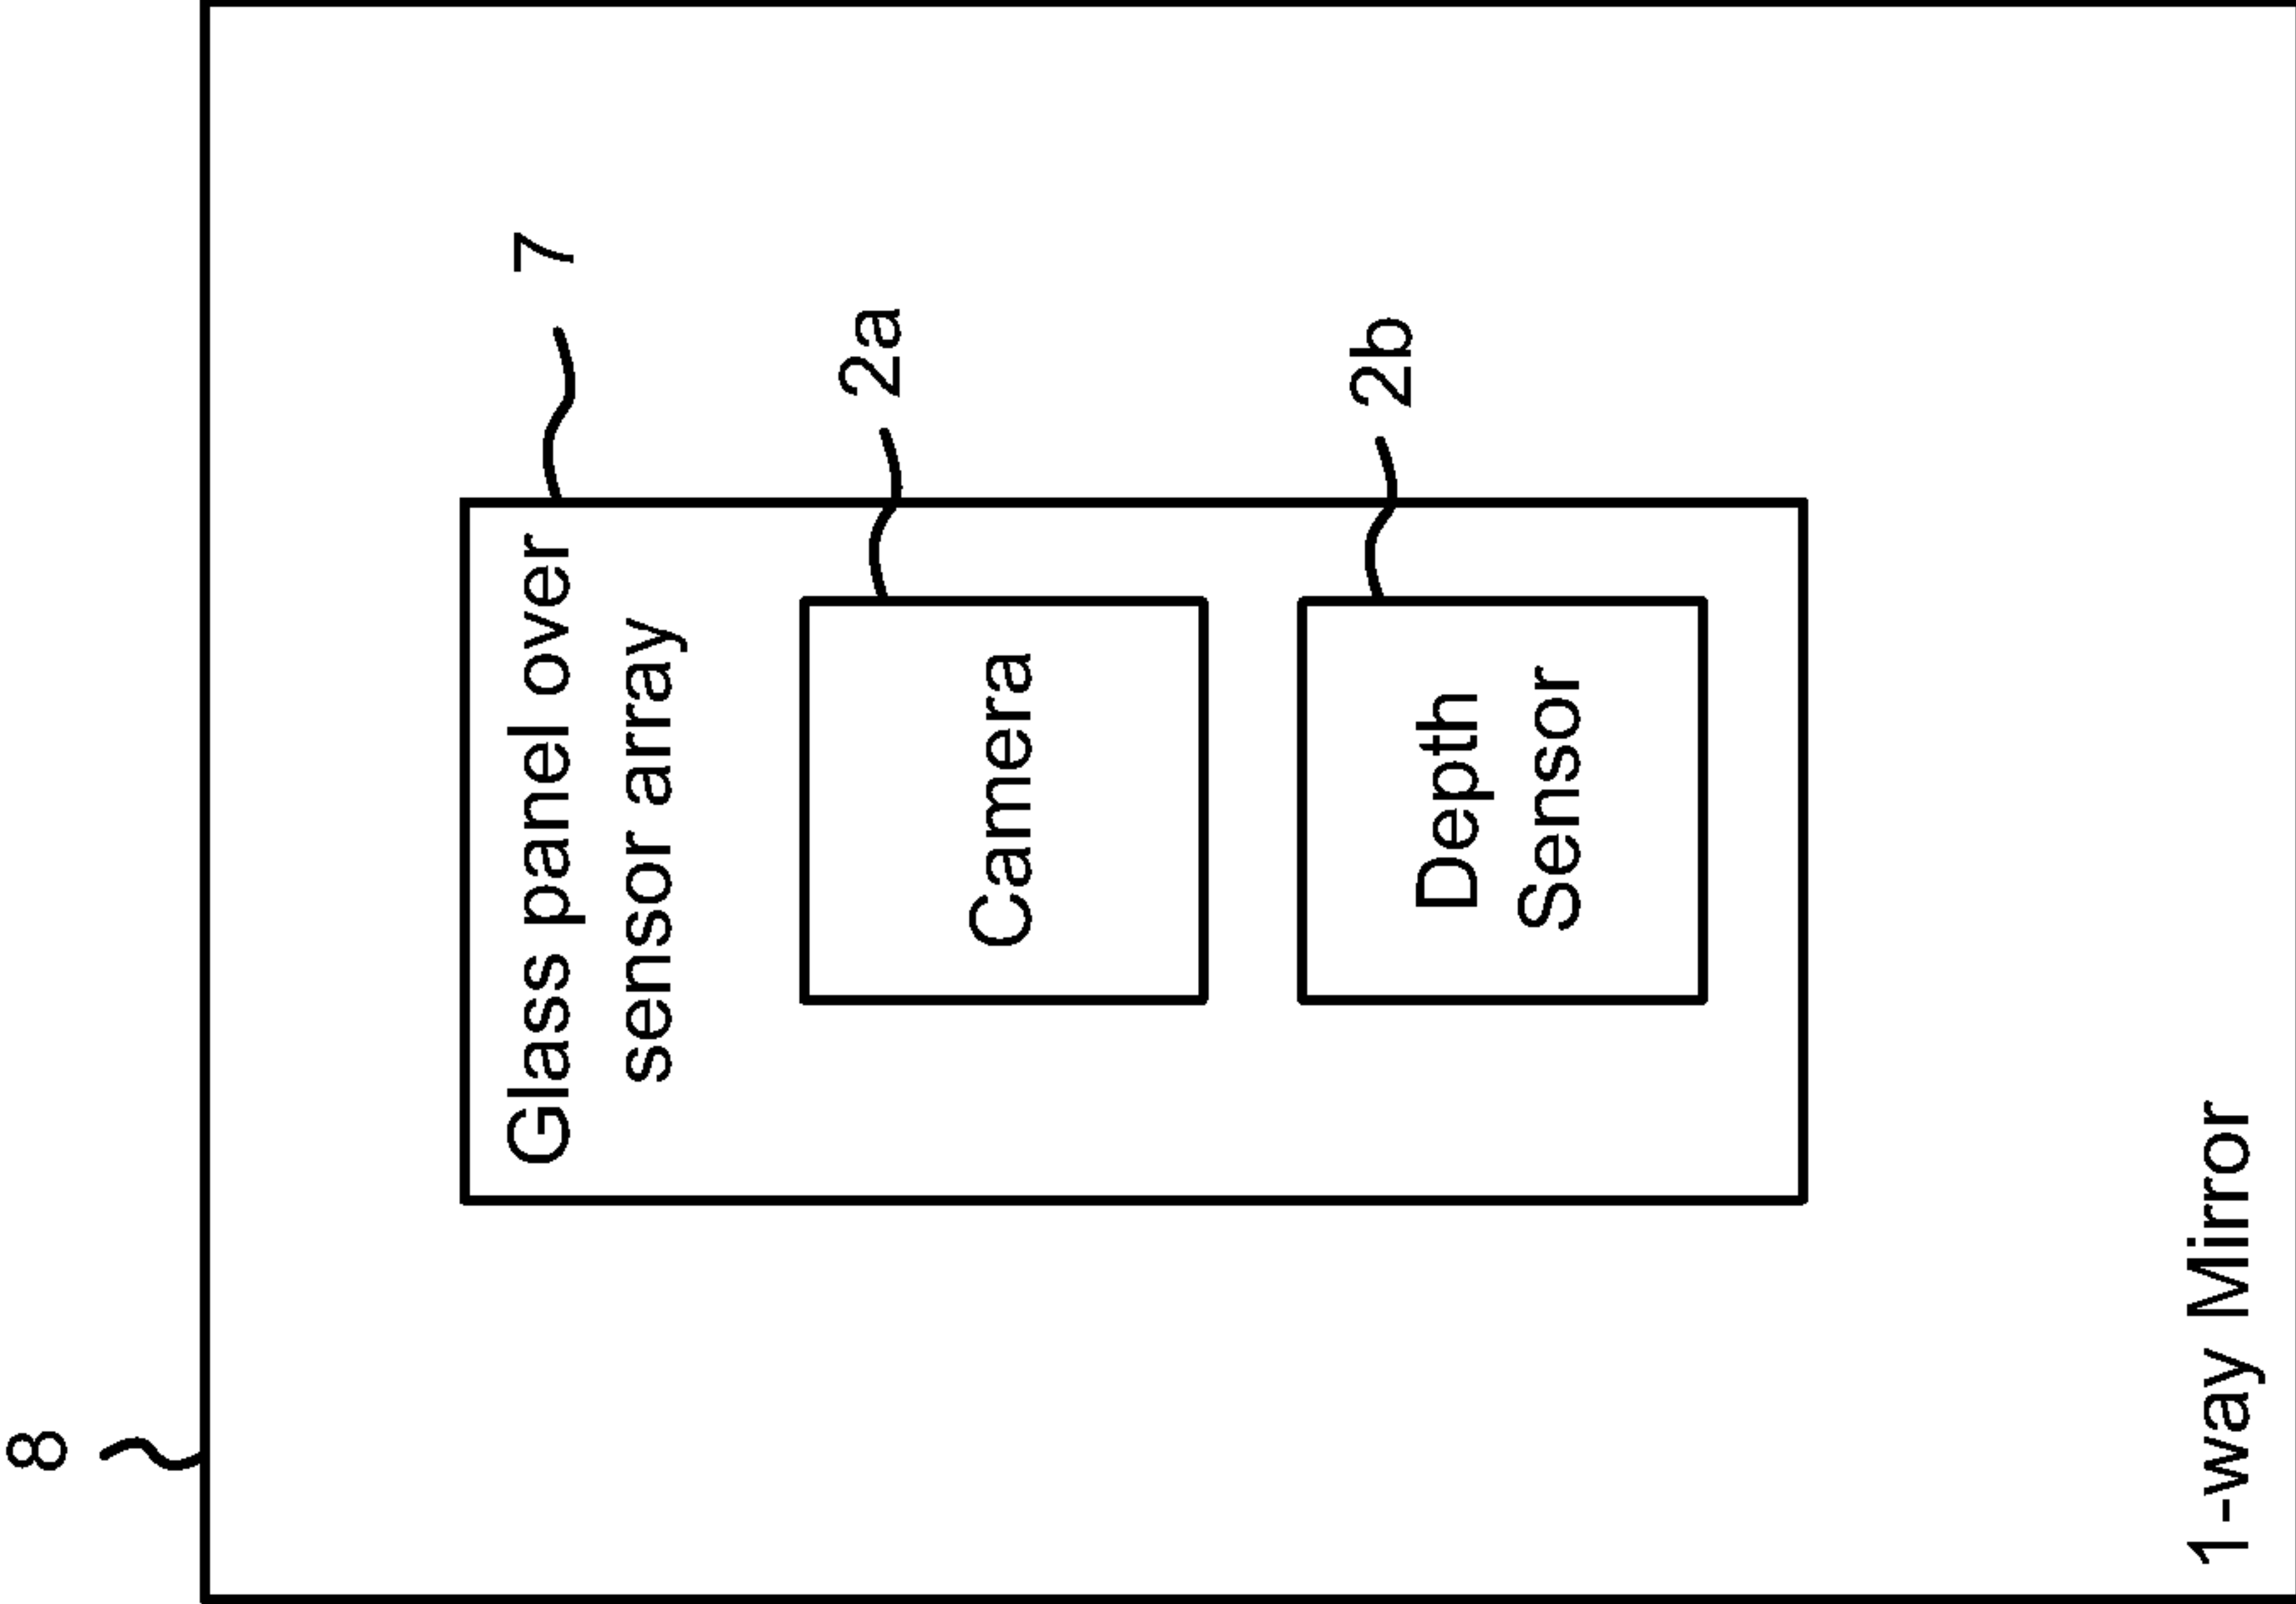 8
7
Glass panel over
sensor array
2a
Camera
2b
Depth
Sensor
1-way Mirror